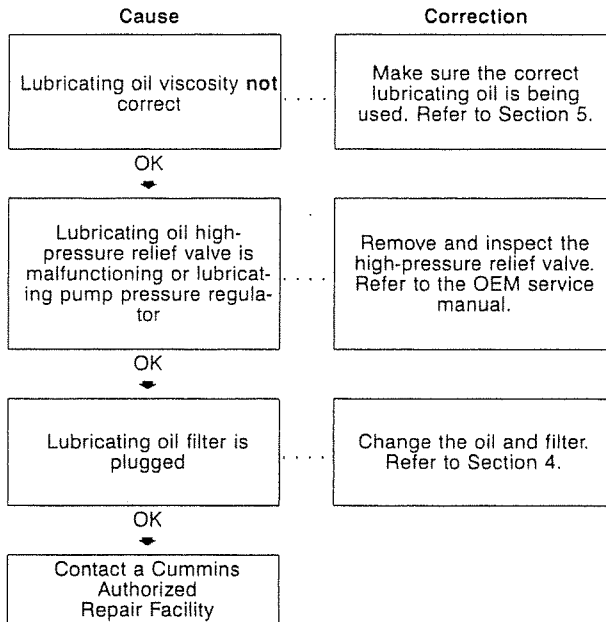 Cause
Correction
Lubricating oil viscosity not
correct
Make sure the correct
lubricating oil is being
used. Refer to Section 5.
OK
Lubricating oil high-
pressure relief valve is
malfunctioning or lubricat-
ing pump pressure regula-
tor
Remove and inspect the
high-pressure relief valve.
Refer to the OEM service
manual.
OK
Lubricating oil filter is
plugged
Change the oil and filter.
Refer to Section 4.
OK
Contact a Cummins
Authorized
Repair Facility